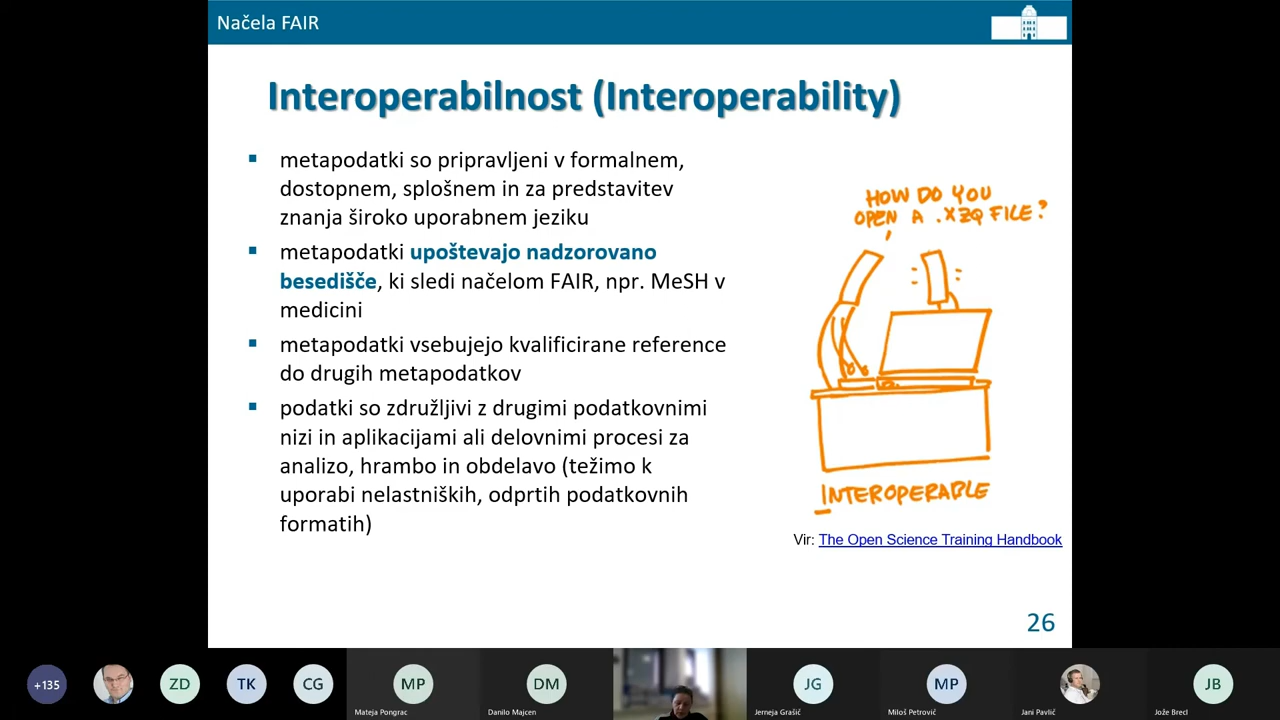 Načela FAIR
Interoperabilnost (Interoperability)
metapodatki so pripravljeni v formalnem,
dostopnem, splošnem in za predstavitev
znanja široko uporabnem jeziku
metapodatki upoštevajo nadzorovano
besedišče, ki sledi načelom FAIR, npr. MeSH v
medicini
metapodatki vsebujejo kvalificirane reference
do drugih metapodatkov
podatki so združljivi z drugimi podatkovnimi
nizi in aplikacijami ali delovnimi procesi za
analizo, hrambo in obdelavo (težimo k
uporabi nelastniških, odprtih podatkovnih
formatih)
HOW DO YOU
OPEN A .XZQ FILE?
INTEROPERABLE
Vir: The Open Science Training Handbook
26
+135
ZD
TK
CG
MP
Mateja Pongrac
DM
Danilo Majcen
JG
Jerneja Grašič
MP
Miloš Petrovič
Jani Pavlič
JB
Jože Brecl